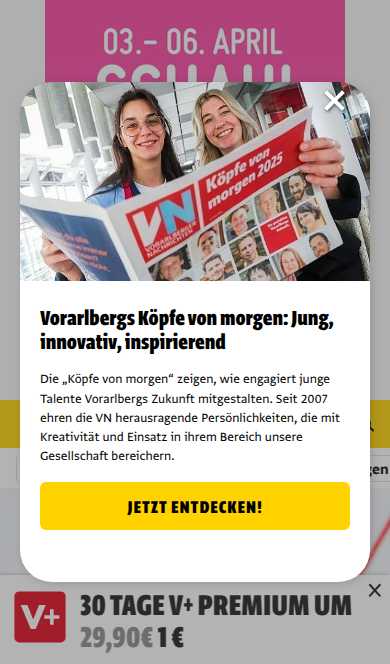 03.– 06. APRIL
Köpfe von
morgen 2025
VN
VORARLBERGER
NACHRICHTEN
Vorarlbergs Köpfe von morgen: Jung,
innovativ, inspirierend
Die „Köpfe von morgen“ zeigen, wie engagiert junge
Talente Vorarlbergs Zukunft mitgestalten. Seit 2007
ehren die VN herausragende Persönlichkeiten, die mit
Kreativität und Einsatz in ihrem Bereich unsere
Gesellschaft bereichern.
JETZT ENTDECKEN!
V+
30 TAGE V+ PREMIUM UM
29,90€ 1 €